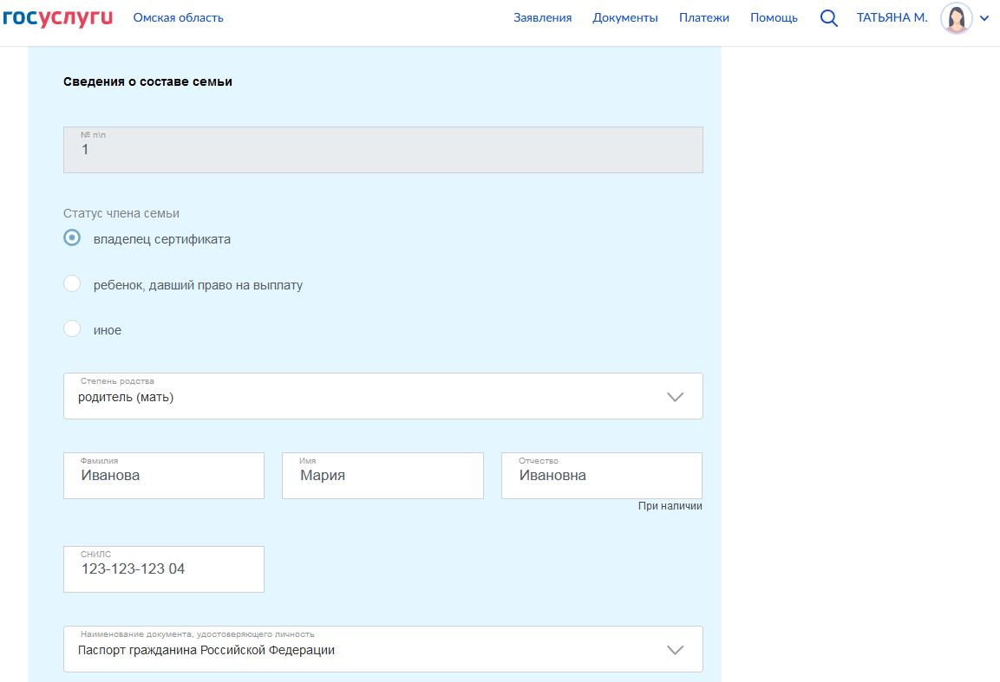 госуслуги Омская область Заявления Документы Платежи Помощь ТАТЬЯНА М.
Сведения о составе семьи
№ п\п
1
Статус члена семьи
владелец сертификата
ребенок, давший право на выплату
иное
Степень родства
родитель (мать)
Фамилия Имя Отчество
Иванова Мария Ивановна
При наличии
СНИЛС
123-123-123 04
Наименование документа, удостоверяющего личность
Паспорт гражданина Российской Федерации